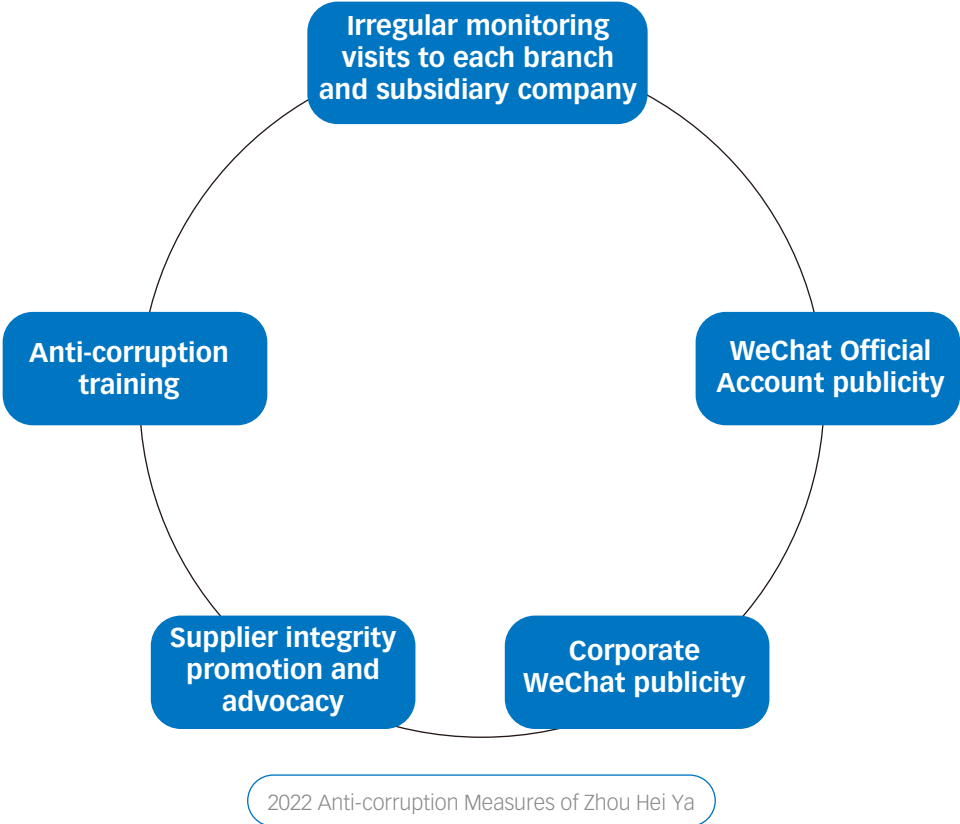 Irregular monitoring
visits to each branch
and subsidiary company
Anti-corruption
training
WeChat Official
Account publicity
Supplier integrity
promotion and
advocacy
Corporate
WeChat publicity
2022 Anti-corruption Measures of Zhou Hei Ya